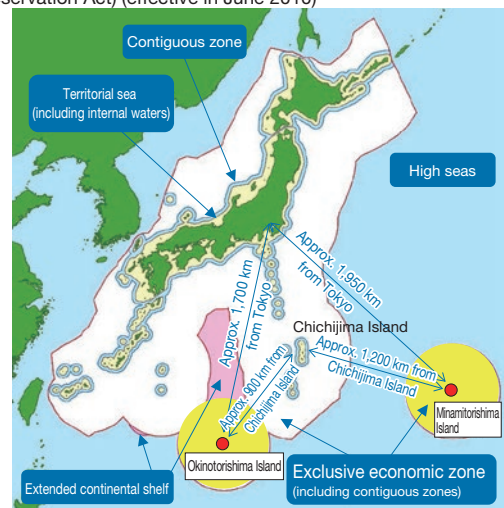 servation Act) (effective in June 2010)
Contiguous zone
Territorial sea
(including internal waters)
High seas
Approx. 1,950 km
from Tokyo
Approx. 1,700 km
from Tokyo
Chichijima Island
Approx. 1,200 km from
Chichijima Island
Approx. 900 km from
Chichijima Island
Minamitorishima
Island
Okinotorishima Island
Extended continental shelf
Exclusive economic zone
(including contiguous zones)